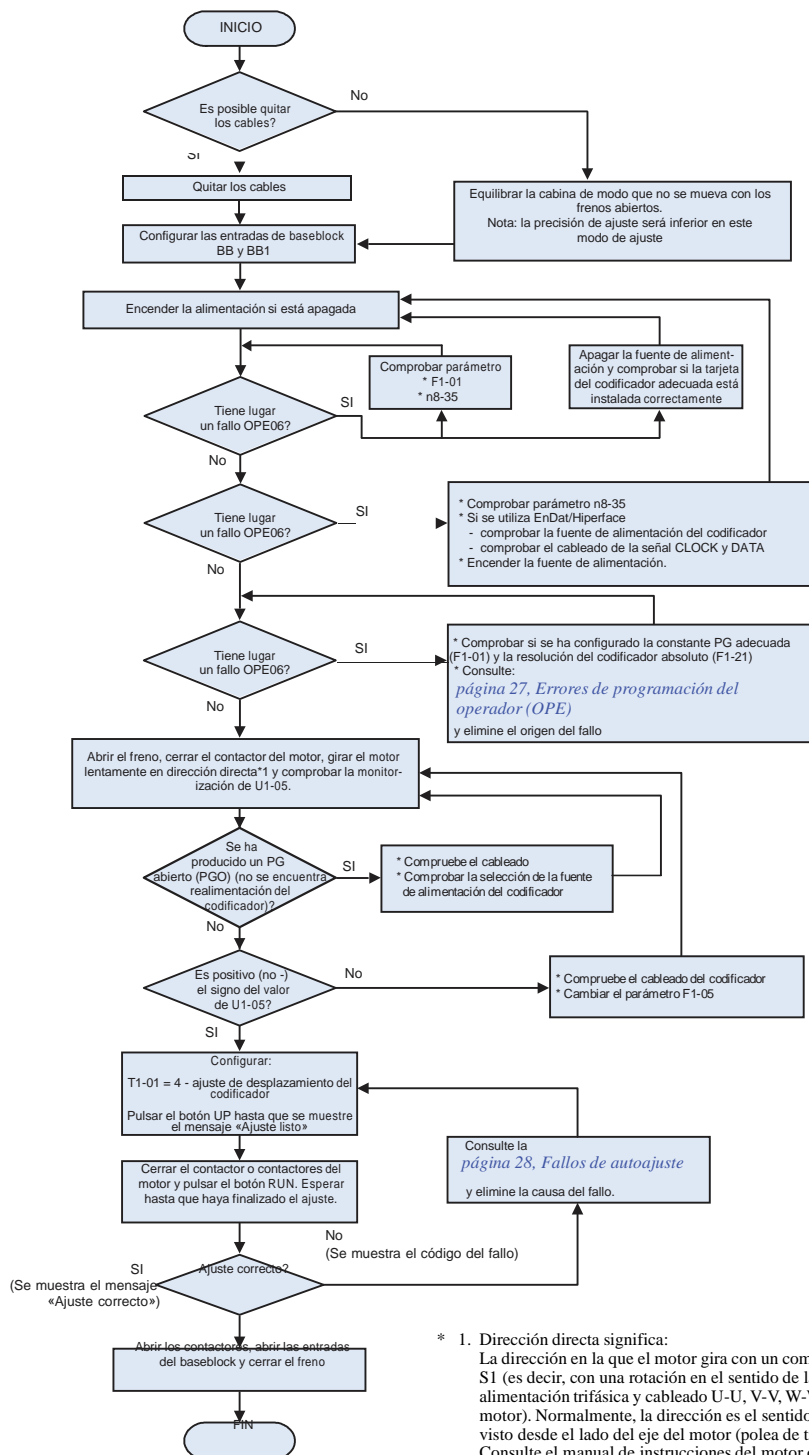 INICIO
Es posible quitar
los cables?
No
SI
Quitar los cables
Equilibrar la cabina de modo que no se mueva con los
frenos abiertos.
Nota: la precisión de ajuste será inferior en este
modo de ajuste
Configurar las entradas de baseblock
BB y BB1
Encender la alimentación si está apagada
Comprobar parámetro
* F1-01
* n8-35
Apagar la fuente de aliment-
ación y comprobar si la tarjeta
del codificador adecuada está
instalada correctamente
Tiene lugar
un fallo OPE06?
SI
No
Tiene lugar
un fallo OPE06?
SI
* Comprobar parámetro n8-35
* Si se utiliza EnDat/Hiperface
- comprobar la fuente de alimentación del codificador
- comprobar el cableado de la señal CLOCK y DATA
* Encender la fuente de alimentación.
No
Tiene lugar
un fallo OPE06?
SI
* Comprobar si se ha configurado la constante PG adecuada
(F1-01) y la resolución del codificador absoluto (F1-21)
* Consulte:
página 27, Errores de programación del
operador (OPE)
y elimine el origen del fallo
No
Abrir el freno, cerrar el contactor del motor, girar el motor
lentamente en dirección directa*1 y comprobar la monitor-
ización de U1-05.
Se ha
producido un PG
abierto (PGO) (no se encuentra
realimentación del
codificador)?
SI
* Compruebe el cableado
* Comprobar la selección de la fuente
de alimentación del codificador
No
Es positivo (no -)
el signo del valor
de U1-05?
No
* Compruebe el cableado del codificador
* Cambiar el parámetro F1-05
SI
Configurar:
T1-01 = 4 - ajuste de desplazamiento del
codificador
Pulsar el botón UP hasta que se muestre
el mensaje «Ajuste listo»
Consulte la
página 28, Fallos de autoajuste
y elimine la causa del fallo.
Cerrar el contactor o contactores del
motor y pulsar el botón RUN. Esperar
hasta que haya finalizado el ajuste.
No
(Se muestra el código del fallo)
SI
(Se muestra el mensaje
«Ajuste correcto»)
Ajuste correcto?
Abrir los contactores, abrir las entradas
del baseblock y cerrar el freno
FIN
* 1. Dirección directa significa:
La dirección en la que el motor gira con un
S1 (es decir, con una rotación en el sentido de
alimentación trifásica y cableado U-U, V-V,
motor). Normalmente, la dirección es el sentido
visto desde el lado del eje del motor (polea de
Consulte el manual de instrucciones del motor